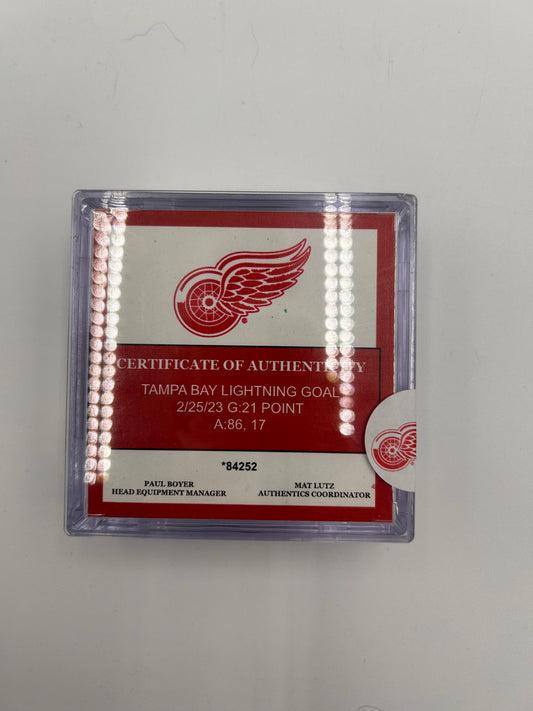 CERTIFICATE OF AUTHENTICITY
TAMPA BAY LIGHTNING GOAL
2/25/23 G:21 POINT
A:86, 17
*84252
PAUL BOYER
HEAD EQUIPMENT MANAGER
MAT LUTZ
AUTHENTICS COORDINATOR